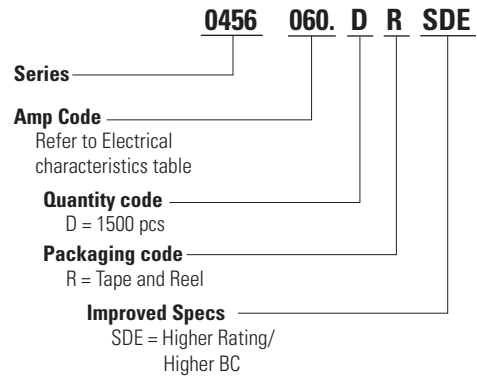 0456 060. D R SDE
Series
Amp Code
Refer to Electrical
characteristics table
Quantity code
D = 1500 pcs
Packaging code
R = Tape and Reel
Improved Specs
SDE = Higher Rating/
Higher BC